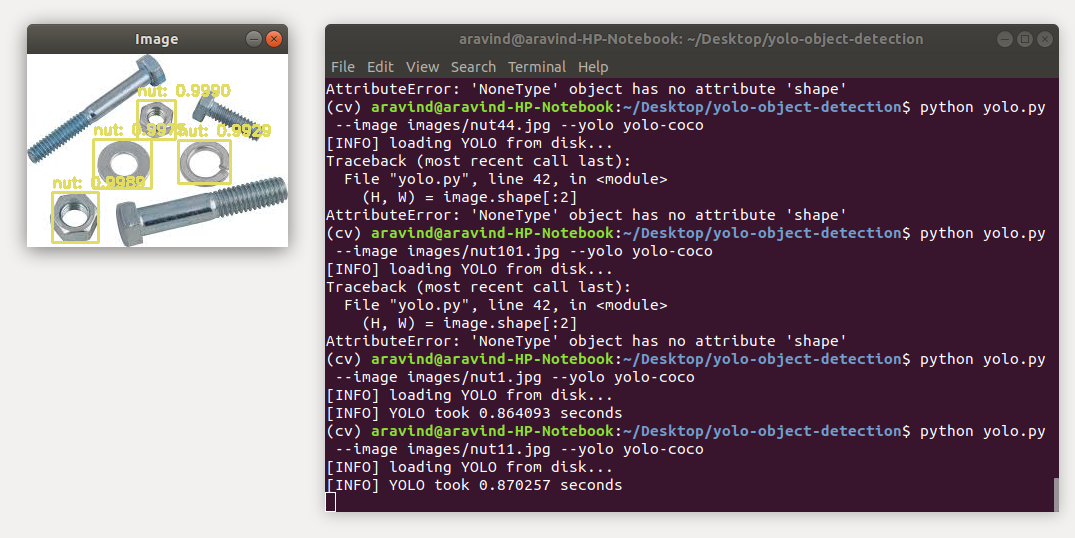 Image
nut: 0.9990
nut: 0.9929
nut: 0.9989
aravind@aravind-HP-Notebook: ~/Desktop/yolo-object-detection
File Edit View Search Terminal Help
AttributeError: 'NoneType' object has no attribute 'shape'
(cv) aravind@aravind-HP-Notebook:~/Desktop/yolo-object-detection$ python yolo.py
--image images/nut44.jpg --yolo yolo-coco
[INFO] loading YOLO from disk...
Traceback (most recent call last):
File "yolo.py", line 42, in <module>
(H, W) = image.shape[:2]
AttributeError: 'NoneType' object has no attribute 'shape'
(cv) aravind@aravind-HP-Notebook:~/Desktop/yolo-object-detection$ python yolo.py
--image images/nut101.jpg --yolo yolo-coco
[INFO] loading YOLO from disk...
Traceback (most recent call last):
File "yolo.py", line 42, in <module>
(H, W) = image.shape[:2]
AttributeError: 'NoneType' object has no attribute 'shape'
(cv) aravind@aravind-HP-Notebook:~/Desktop/yolo-object-detection$ python yolo.py
--image images/nut1.jpg --yolo yolo-coco
[INFO] loading YOLO from disk...
[INFO] YOLO took 0.864093 seconds
(cv) aravind@aravind-HP-Notebook:~/Desktop/yolo-object-detection$ python yolo.py
--image images/nut11.jpg --yolo yolo-coco
[INFO] loading YOLO from disk...
[INFO] YOLO took 0.870257 seconds